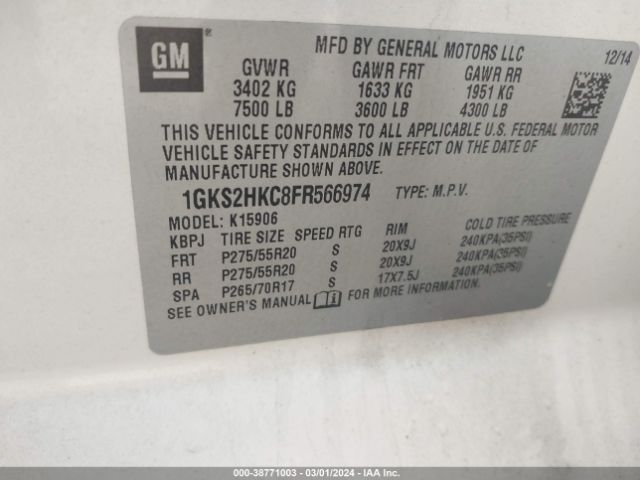 GM
MFD BY GENERAL MOTORS LLC 12/14
GVWR GAWR FRT GAWR RR
3402 KG 1633 KG 1951 KG
7500 LB 3600 LB 4300 LB
THIS VEHICLE CONFORMS TO ALL APPLICABLE U.S. FEDERAL MOTOR
VEHICLE SAFETY STANDARDS IN EFFECT ON THE DATE OF
MANUFACTURE SHOWN ABOVE.
1GKS2HKC8FR566974 TYPE: M.P.V.
MODEL: K15906
KBPJ TIRE SIZE SPEED RTG RIM COLD TIRE PRESSURE
FRT P275/55R20 S 20X9J 240KPA(35PSI)
RR P275/55R20 S 20X9J 240KPA(35PSI)
SPA P265/70R17 S 17X7.5J 240KPA(35PSI)
SEE OWNER'S MANUAL FOR MORE INFORMATION.
© COPART - 38771003 - 03/01/2024 - IAA Inc.